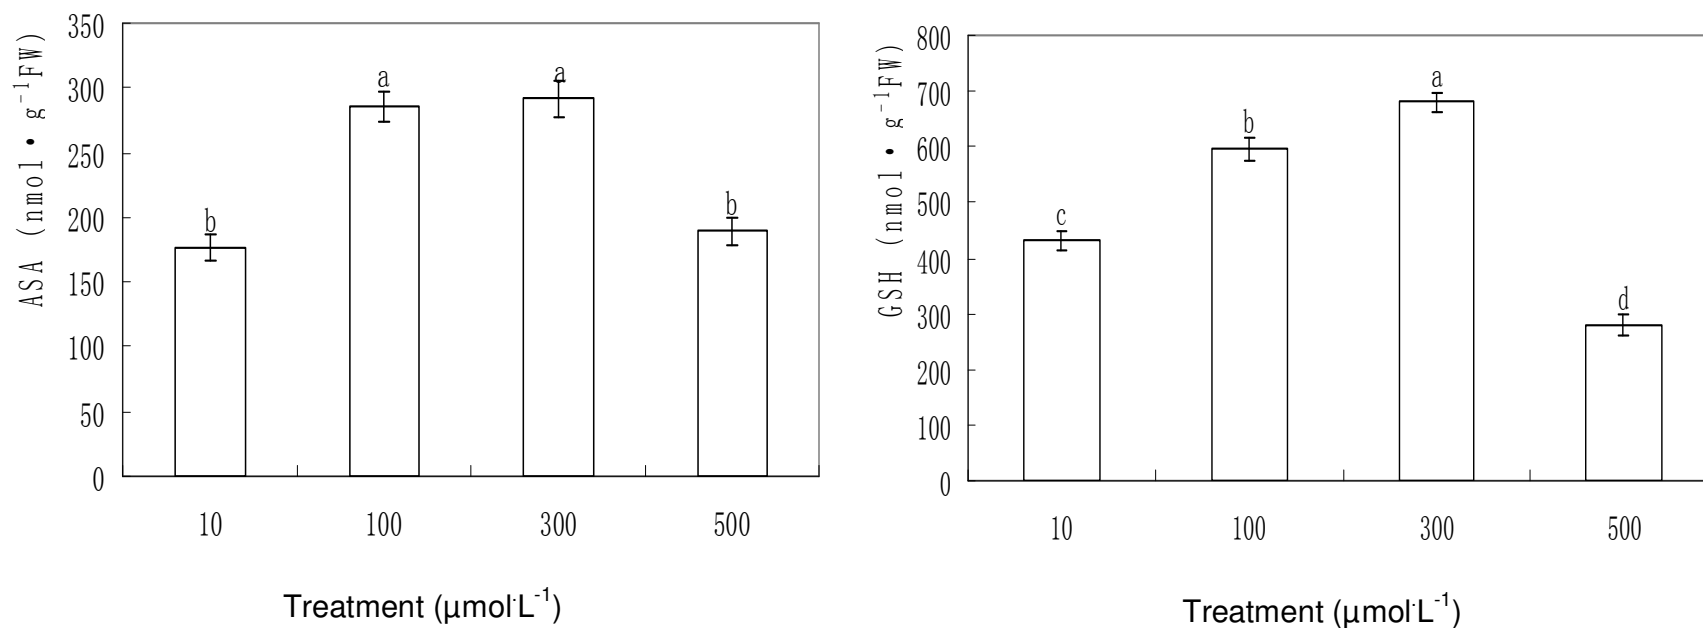 ASA (nmol • g⁻¹FW)
350
300
250
200
150
100
50
0
b
a
a
b
10 100 300 500
Treatment (µmol·L⁻¹)
GSH (nmol • g⁻¹FW)
800
700
600
500
400
300
200
100
0
c
b
a
d
10 100 300 500
Treatment (µmol·L⁻¹)